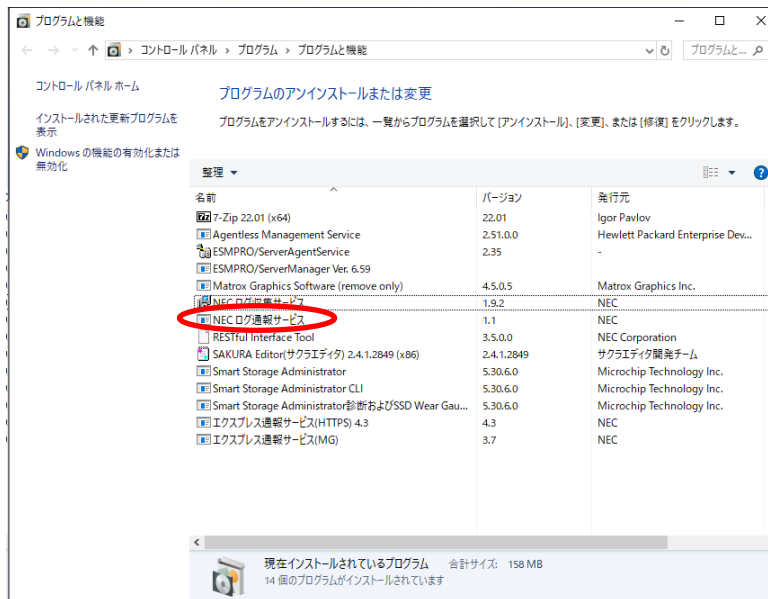 プログラムと機能
コントロール パネル › プログラム › プログラムと機能
プログラムと...
コントロール パネル ホーム
インストールされた更新プログラムを
表示
Windows の機能の有効化または
無効化
プログラムのアンインストールまたは変更
プログラムをアンインストールするには、一覧からプログラムを選択して [アンインストール]、[変更]、または [修復] をクリックします。
整理
名前 バージョン 発行元
7-Zip 22.01 (x64) 22.01 Igor Pavlov
Agentless Management Service 2.51.0.0 Hewlett Packard Enterprise Dev...
ESMPRO/ServerAgentService 2.35 -
ESMPRO/ServerManager Ver. 6.59
Matrox Graphics Software (remove only) 4.5.0.5 Matrox Graphics Inc.
NEC ログ収集サービス 1.9.2 NEC
NEC ログ通報サービス 1.1 NEC
RESTful Interface Tool 3.5.0.0 NEC Corporation
SAKURA Editor(サクラエディタ) 2.4.1.2849 (x86) 2.4.1.2849 サクラエディタ開発チーム
Smart Storage Administrator 5.30.6.0 Microchip Technology Inc.
Smart Storage Administrator CLI 5.30.6.0 Microchip Technology Inc.
Smart Storage Administrator診断およびSSD Wear Gau... 5.30.6.0 Microchip Technology Inc.
エクスプレス通報サービス(HTTPS) 4.3 4.3 NEC
エクスプレス通報サービス(MG) 3.7 NEC
現在インストールされているプログラム 合計サイズ: 158 MB
14 個のプログラムがインストールされています